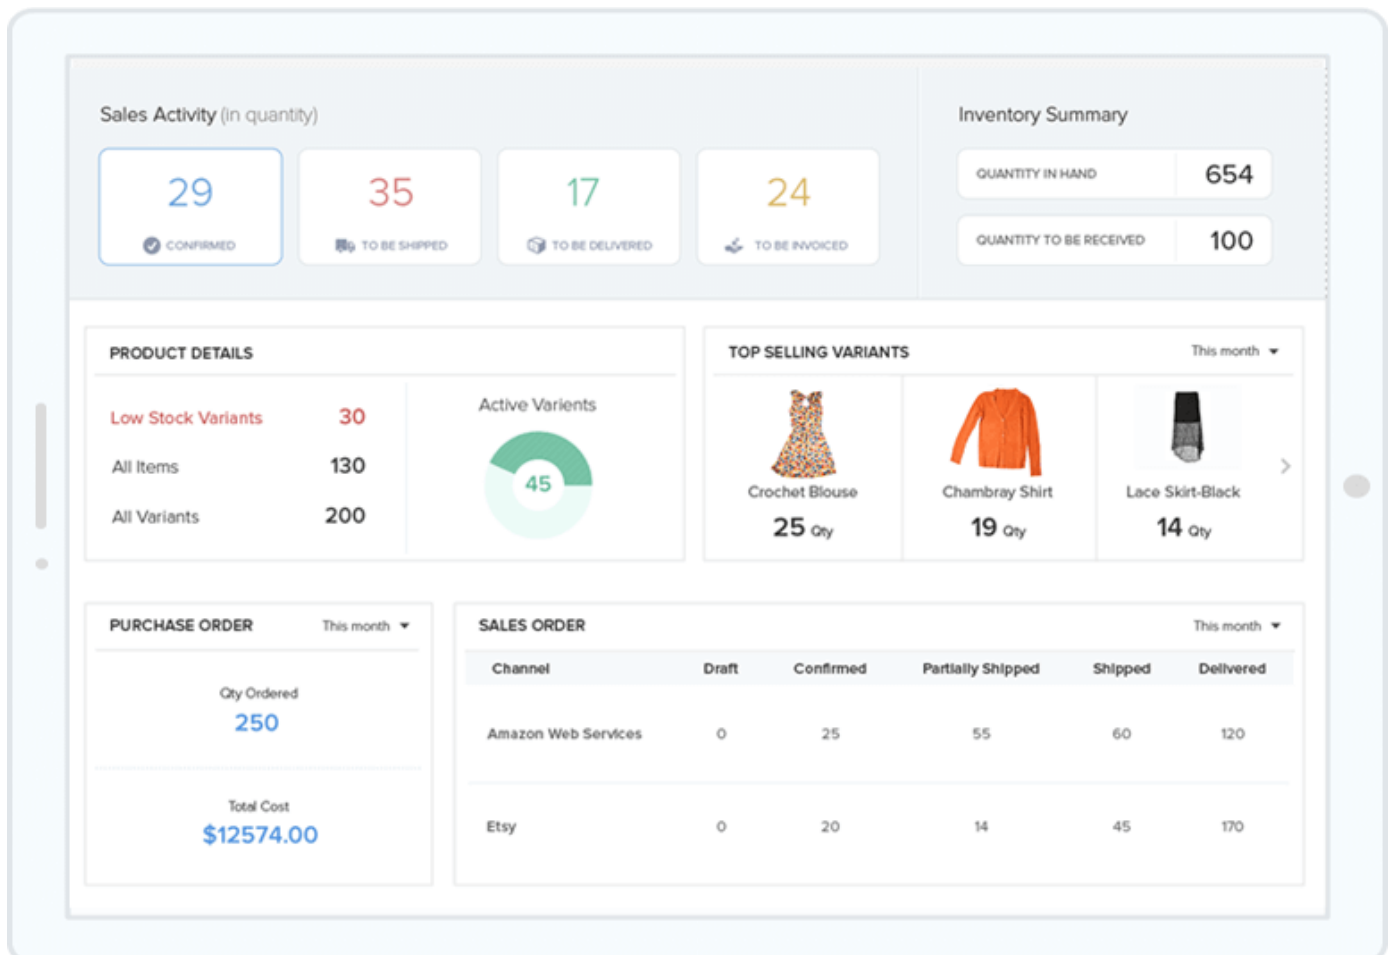 Sales Activity (in quantity)
29
CONFIRMED
35
TO BE SHIPPED
17
TO BE DELIVERED
24
TO BE INVOICED
Inventory Summary
QUANTITY IN HAND 654
QUANTITY TO BE RECEIVED 100
PRODUCT DETAILS
Low Stock Variants 30
All Items 130
All Variants 200
Active Varients
45
TOP SELLING VARIANTS This month
Crochet Blouse
25 Qty
Chambray Shirt
19 Qty
Lace Skirt-Black
14 Qty
PURCHASE ORDER This month
Qty Ordered
250
Total Cost
$12574.00
SALES ORDER This month
Channel Draft Confirmed Partially Shipped Shipped Delivered
Amazon Web Services 0 25 55 60 120
Etsy 0 20 14 45 170